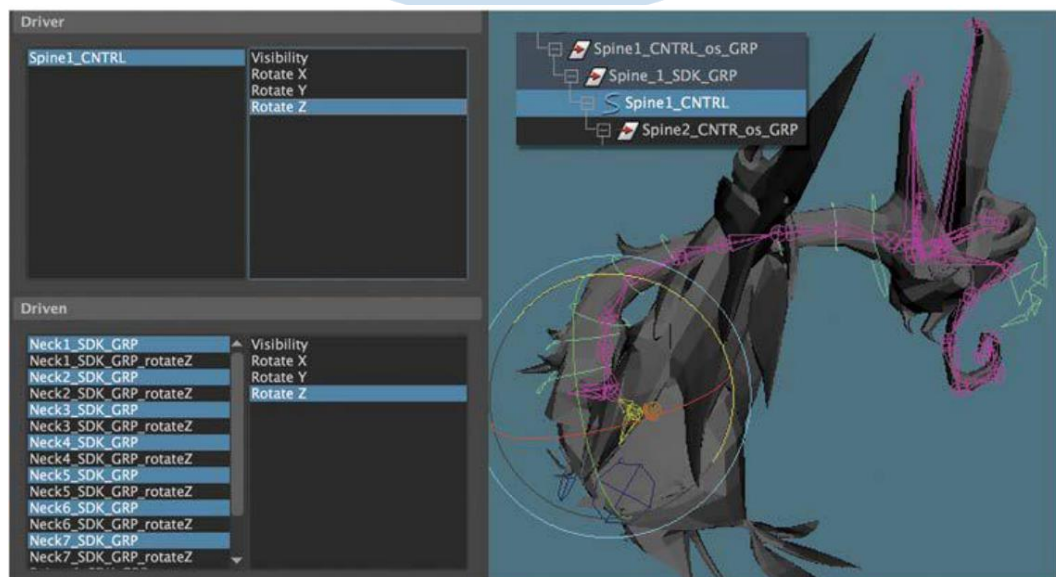 Driver
Spine1_CNTRL
Visibility
Rotate X
Rotate Y
Rotate Z
Driven
Neck1_SDK_GRP
Neck1_SDK_GRP_rotateZ
Neck2_SDK_GRP
Neck2_SDK_GRP_rotateZ
Neck3_SDK_GRP
Neck3_SDK_GRP_rotateZ
Neck4_SDK_GRP
Neck4_SDK_GRP_rotateZ
Neck5_SDK_GRP
Neck5_SDK_GRP_rotateZ
Neck6_SDK_GRP
Neck6_SDK_GRP_rotateZ
Neck7_SDK_GRP
Neck7_SDK_GRP_rotateZ
Visibility
Rotate X
Rotate Y
Rotate Z
Spine1_CNTRL_os_GRP
Spine_1_SDK_GRP
Spine1_CNTRL
Spine2_CNTR_os_GRP